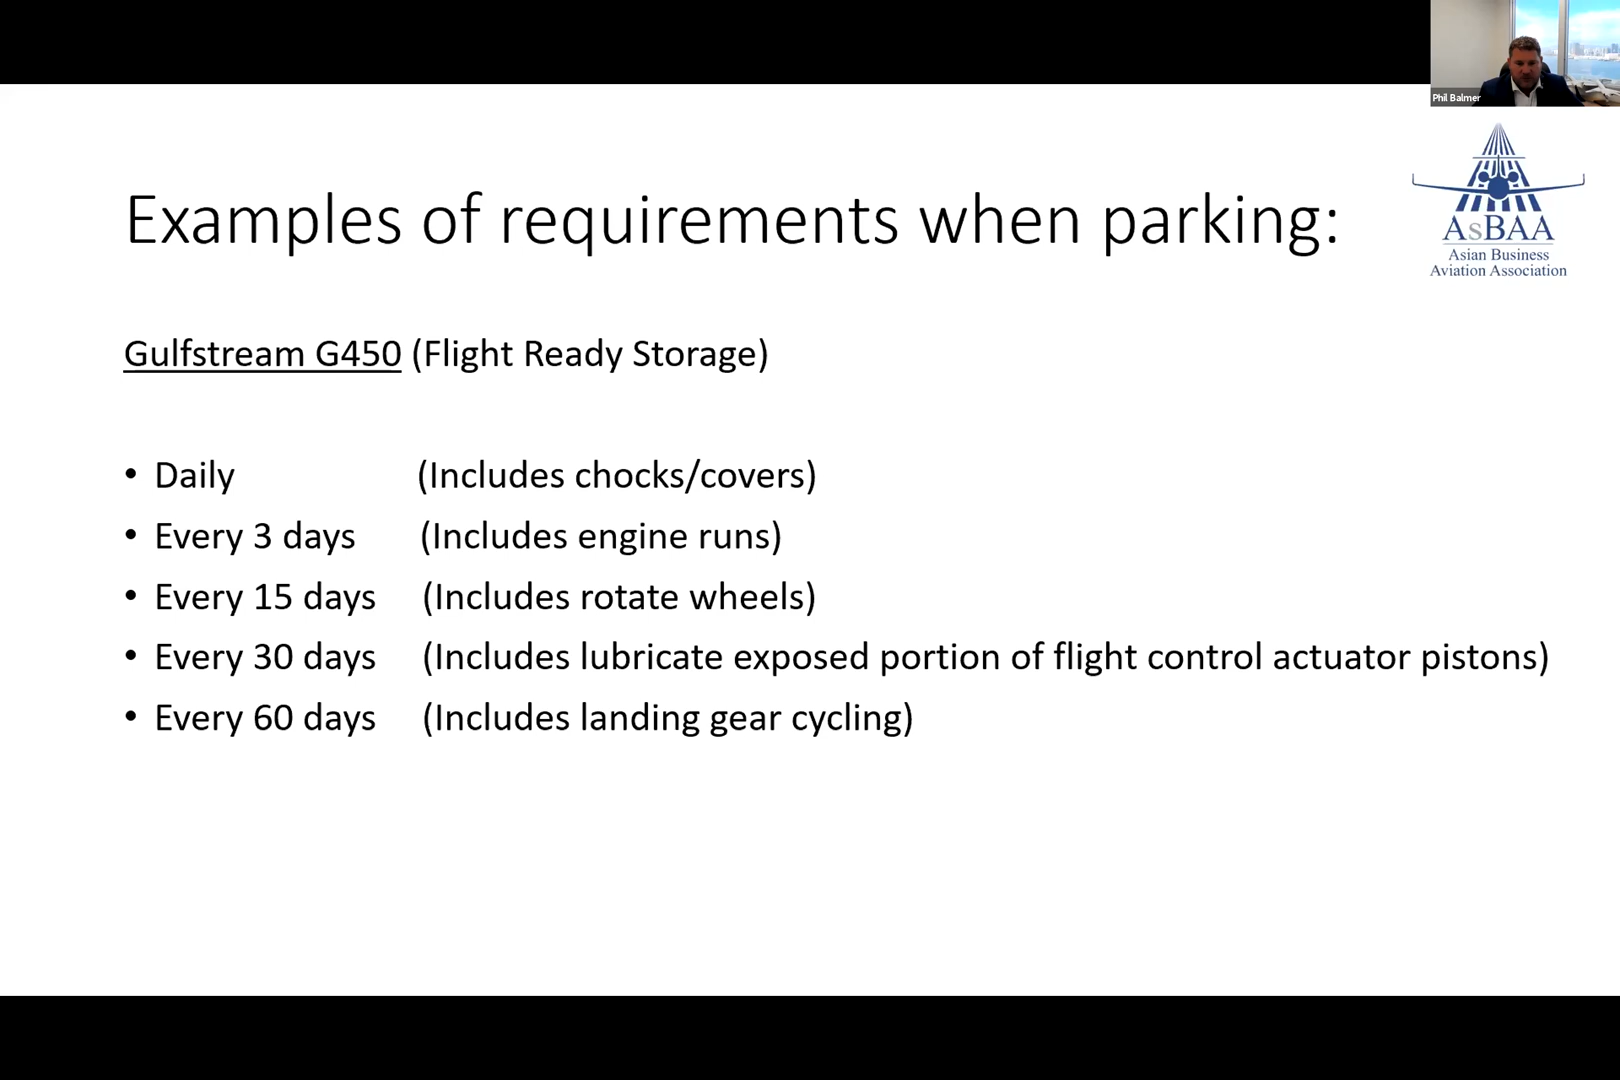 Phil Balmer
AsBAA
Asian Business
Aviation Association
Examples of requirements when parking:
Gulfstream G450 (Flight Ready Storage)
• Daily (Includes chocks/covers)
• Every 3 days (Includes engine runs)
• Every 15 days (Includes rotate wheels)
• Every 30 days (Includes lubricate exposed portion of flight control actuator pistons)
• Every 60 days (Includes landing gear cycling)